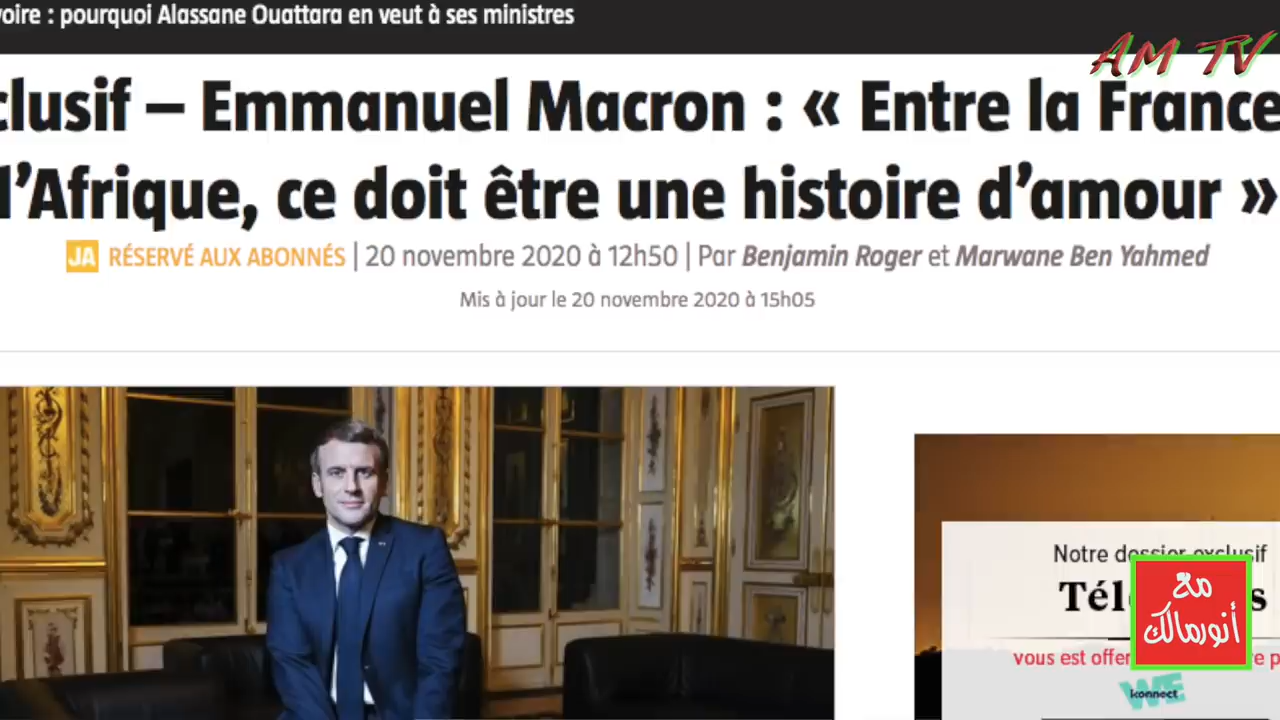 voire : pourquoi Alassane Ouattara en veut à ses ministres
AM TV
clusif – Emmanuel Macron : « Entre la France
l’Afrique, ce doit être une histoire d’amour »
JA RÉSERVÉ AUX ABONNÉS | 20 novembre 2020 à 12h50 | Par Benjamin Roger et Marwane Ben Yahmed
Mis à jour le 20 novembre 2020 à 15h05
Notre dossier exclusif
vous est offer
مع
أنورمالك
WE
konnect